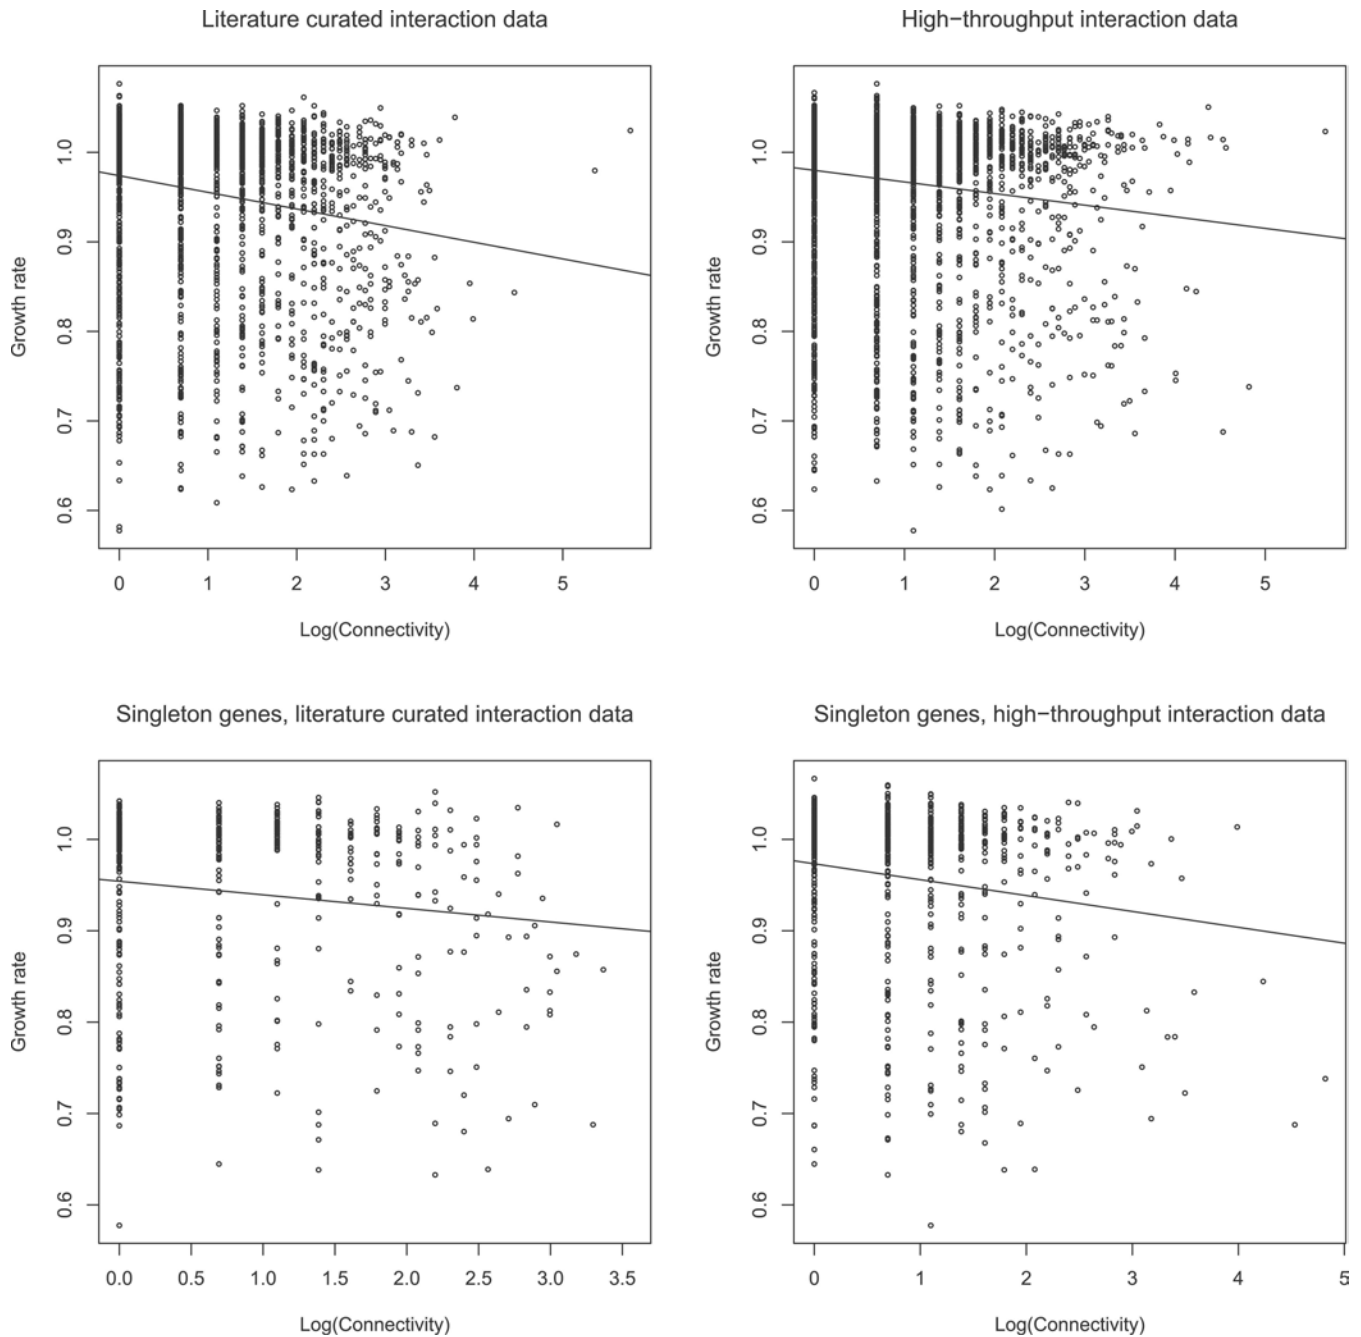 Literature curated interaction data
High−throughput interaction data
1.0
0.9
0.8
0.7
0.6
Growth rate
0 1 2 3 4 5
Log(Connectivity)
1.0
0.9
0.8
0.7
0.6
Growth rate
0 1 2 3 4 5
Log(Connectivity)
Singleton genes, literature curated interaction data
Singleton genes, high−throughput interaction data
1.0
0.9
0.8
0.7
0.6
Growth rate
0.0 0.5 1.0 1.5 2.0 2.5 3.0 3.5
Log(Connectivity)
1.0
0.9
0.8
0.7
0.6
Growth rate
0 1 2 3 4 5
Log(Connectivity)